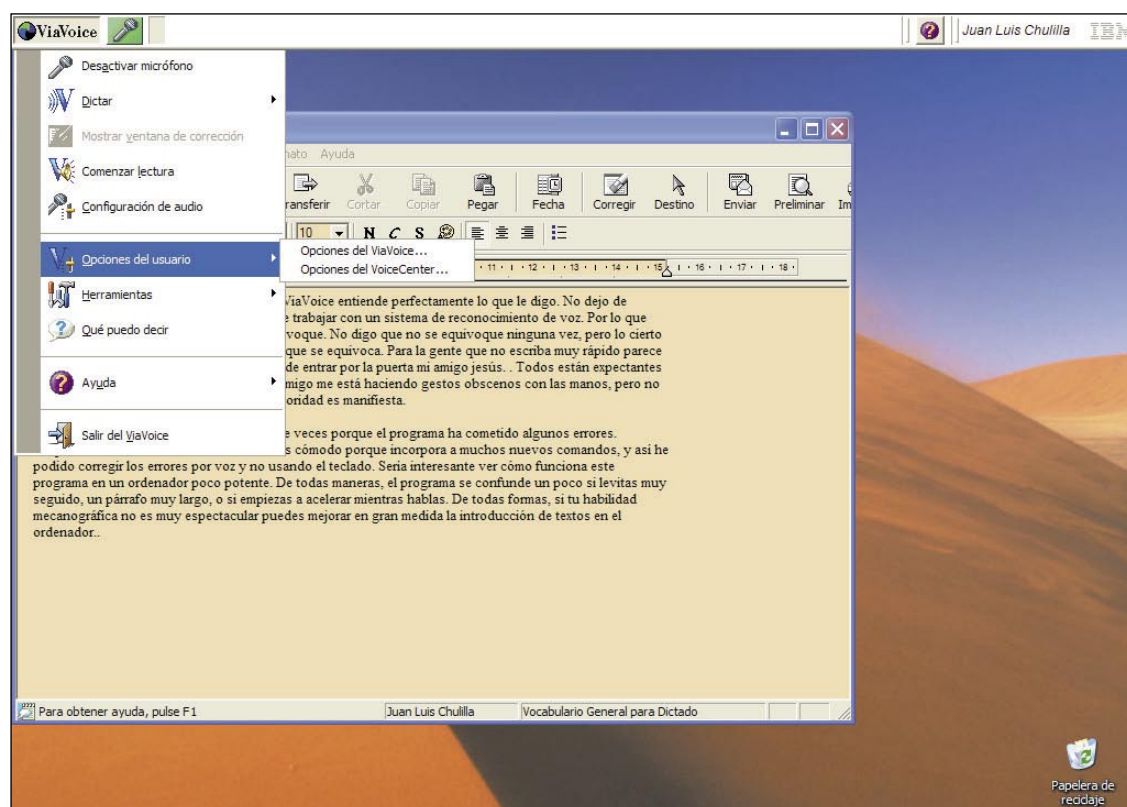 ViaVoice
Juan Luis Chulilla
IBM
Desactivar micrófono
Dictar
Mostrar ventana de corrección
Comenzar lectura
Configuración de audio
Opciones del usuario
Herramientas
Qué puedo decir
Ayuda
Salir del ViaVoice
Opciones del ViaVoice...
Opciones del VoiceCenter...
Ayuda
Cortar Copiar Pegar Fecha Corregir Destino Enviar Preliminar
10 N C S
11 12 13 14 15 16 17 18
ViaVoice entiende perfectamente lo que le digo. No dejo de
trabajar con un sistema de reconocimiento de voz. Por lo que
voque. No digo que no se equivoque ninguna vez, pero lo cierto
que se equivoca. Para la gente que no escriba muy rápido parece
de entrar por la puerta mi amigo jesús. . Todos están expectantes
migo me está haciendo gestos obscenos con las manos, pero no
oridad es manifiesta.
e veces porque el programa ha cometido algunos errores.
s cómodo porque incorpora a muchos nuevos comandos, y así he
podido corregir los errores por voz y no usando el teclado. Sería interesante ver cómo funciona este
programa en un ordenador poco potente. De todas maneras, el programa se confunde un poco si levitas muy
seguido, un párrafo muy largo, o si empiezas a acelerar mientras hablas. De todas formas, si tu habilidad
mecanográfica no es muy espectacular puedes mejorar en gran medida la introducción de textos en el
ordenador..
Para obtener ayuda, pulse F1
Juan Luis Chulilla
Vocabulario General para Dictado
Papelera de
reciclaje